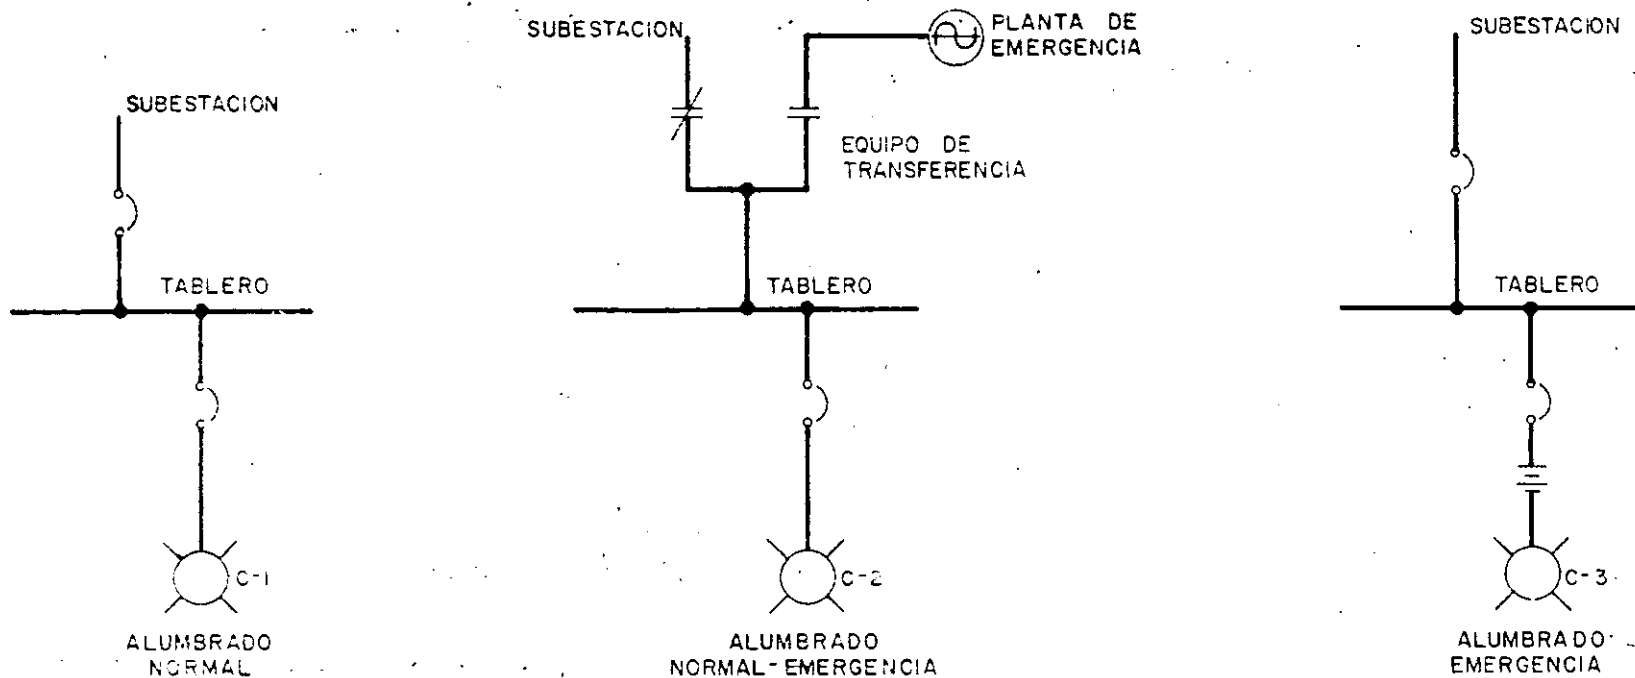 SUBESTACION
TABLERO
C-1
ALUMBRADO
NORMAL
SUBESTACION
PLANTA DE
EMERGENCIA
EQUIPO DE
TRANSFERENCIA
TABLERO
C-2
ALUMBRADO
NORMAL-EMERGENCIA
SUBESTACION
TABLERO
C-3
ALUMBRADO
EMERGENCIA